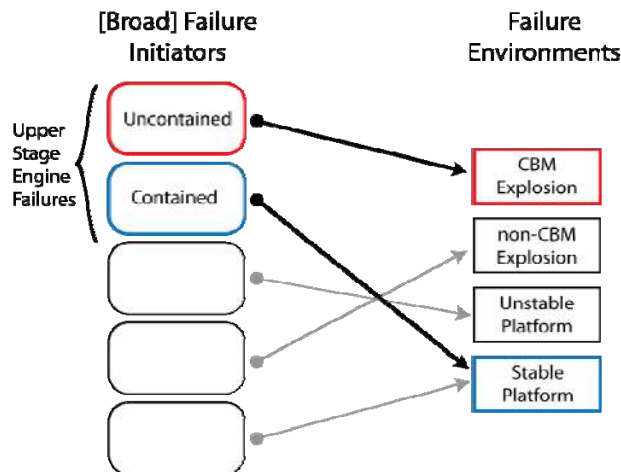 [Broad] Failure
Initiators
Failure
Environments
Upper
Stage
Engine
Failures
Uncontained
Contained
CBM
Explosion
non-CBM
Explosion
Unstable
Platform
Stable
Platform